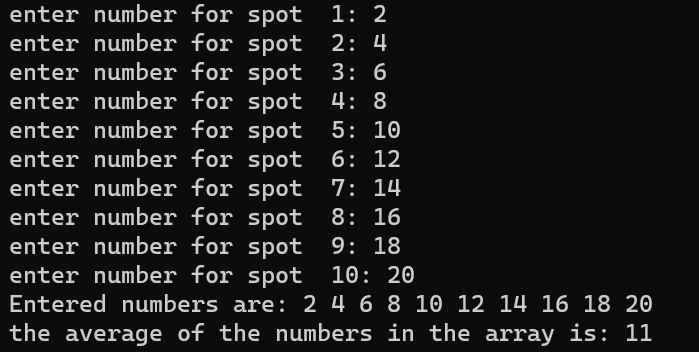 enter number for spot  1: 2
enter number for spot  2: 4
enter number for spot  3: 6
enter number for spot  4: 8
enter number for spot  5: 10
enter number for spot  6: 12
enter number for spot  7: 14
enter number for spot  8: 16
enter number for spot  9: 18
enter number for spot  10: 20
Entered numbers are: 2 4 6 8 10 12 14 16 18 20
the average of the numbers in the array is: 11